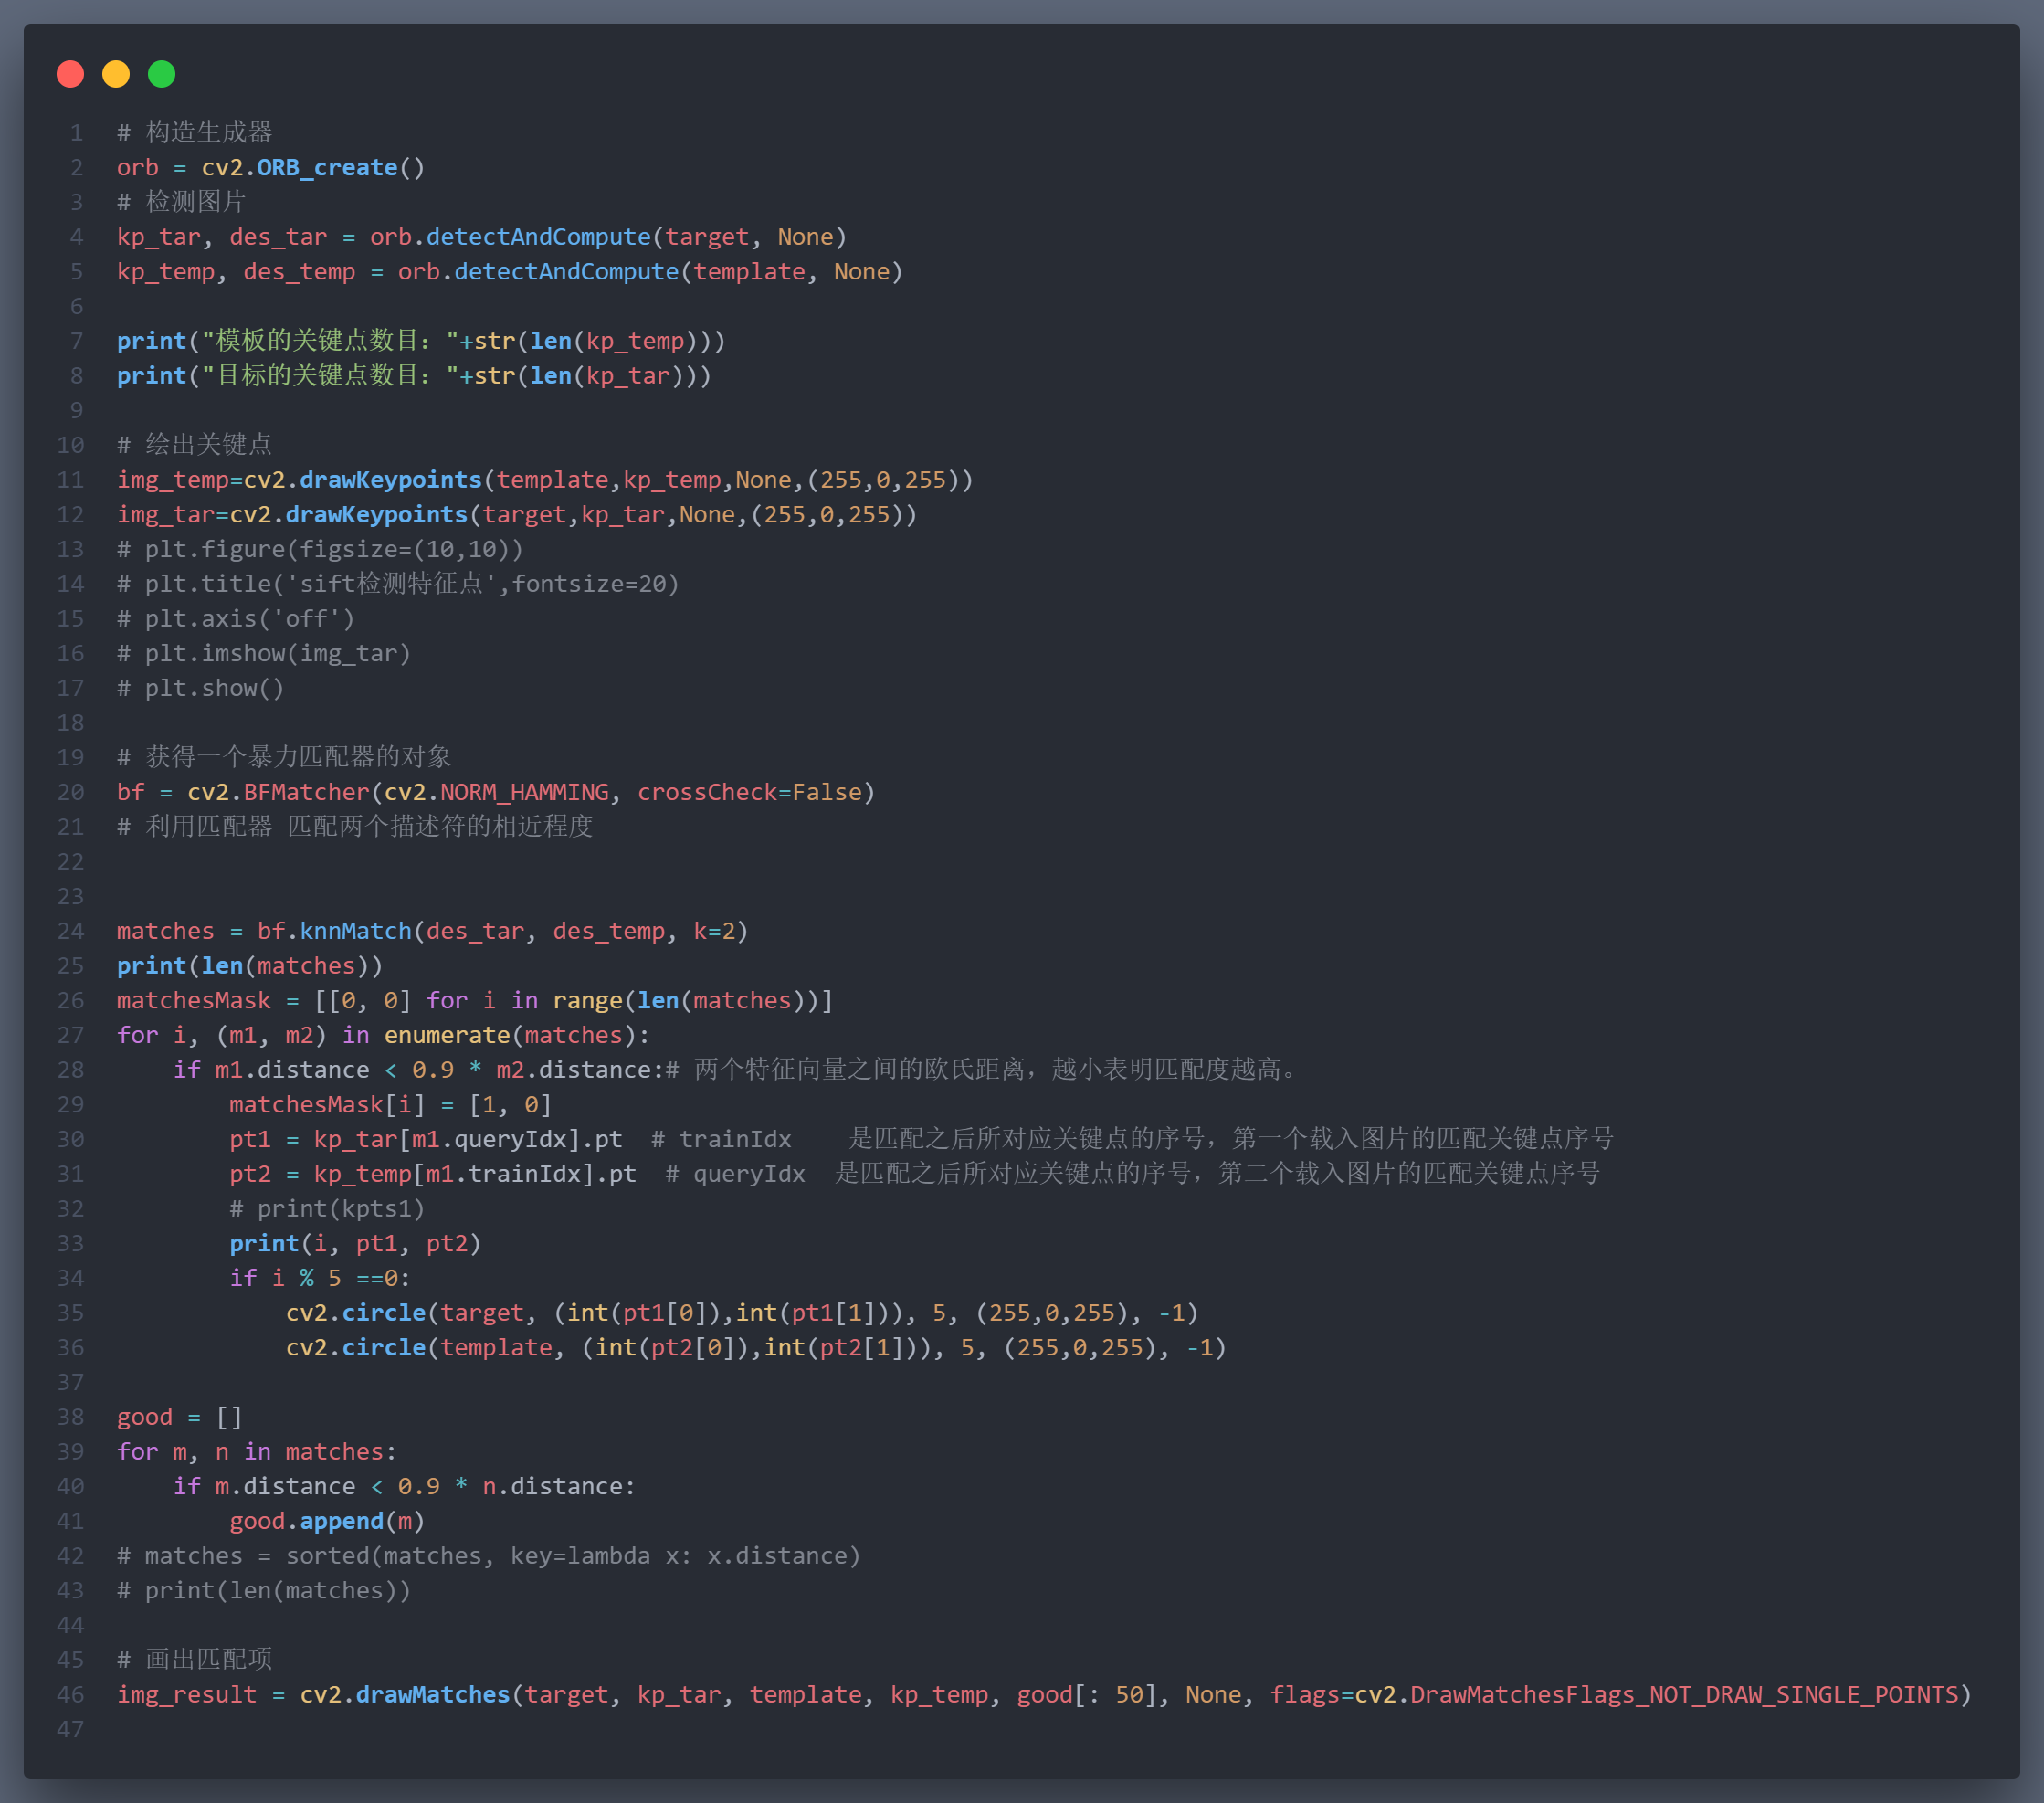 1 # 构造生成器
2 orb = cv2.ORB_create()
3 # 检测图片
4 kp_tar, des_tar = orb.detectAndCompute(target, None)
5 kp_temp, des_temp = orb.detectAndCompute(template, None)
6
7 print("模板的关键点数目："+str(len(kp_temp)))
8 print("目标的关键点数目："+str(len(kp_tar)))
9
10 # 绘出关键点
11 img_temp=cv2.drawKeypoints(template,kp_temp,None,(255,0,255))
12 img_tar=cv2.drawKeypoints(target,kp_tar,None,(255,0,255))
13 # plt.figure(figsize=(10,10))
14 # plt.title('sift检测特征点',fontsize=20)
15 # plt.axis('off')
16 # plt.imshow(img_tar)
17 # plt.show()
18
19 # 获得一个暴力匹配器的对象
20 bf = cv2.BFMatcher(cv2.NORM_HAMMING, crossCheck=False)
21 # 利用匹配器 匹配两个描述符的相近程度
22
23
24 matches = bf.knnMatch(des_tar, des_temp, k=2)
25 print(len(matches))
26 matchesMask = [[0, 0] for i in range(len(matches))]
27 for i, (m1, m2) in enumerate(matches):
28     if m1.distance < 0.9 * m2.distance:# 两个特征向量之间的欧氏距离，越小表明匹配度越高。
29         matchesMask[i] = [1, 0]
30         pt1 = kp_tar[m1.queryIdx].pt  # trainIdx    是匹配之后所对应关键点的序号，第一个载入图片的匹配关键点序号
31         pt2 = kp_temp[m1.trainIdx].pt  # queryIdx  是匹配之后所对应关键点的序号，第二个载入图片的匹配关键点序号
32         # print(kpts1)
33         print(i, pt1, pt2)
34         if i % 5 ==0:
35             cv2.circle(target, (int(pt1[0]),int(pt1[1])), 5, (255,0,255), -1)
36             cv2.circle(template, (int(pt2[0]),int(pt2[1])), 5, (255,0,255), -1)
37
38 good = []
39 for m, n in matches:
40     if m.distance < 0.9 * n.distance:
41         good.append(m)
42 # matches = sorted(matches, key=lambda x: x.distance)
43 # print(len(matches))
44
45 # 画出匹配项
46 img_result = cv2.drawMatches(target, kp_tar, template, kp_temp, good[: 50], None, flags=cv2.DrawMatchesFlags_NOT_DRAW_SINGLE_POINTS)
47